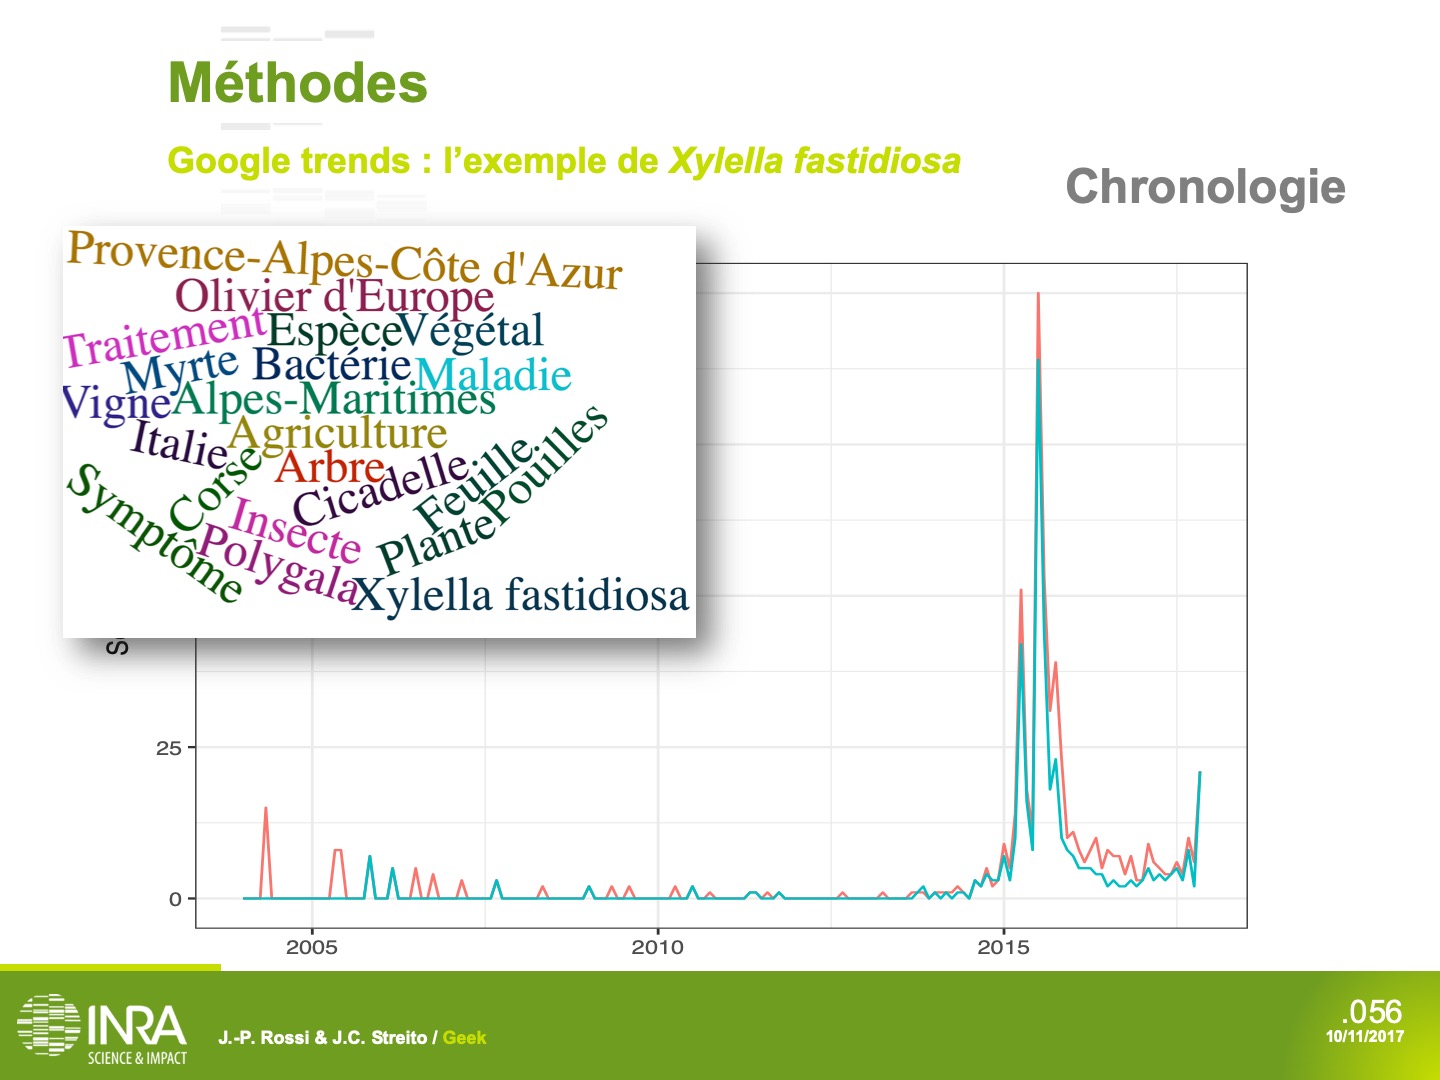 Méthodes
Google trends : l’exemple de Xylella fastidiosa
Chronologie
Provence-Alpes-Côte d'Azur
Olivier d'Europe
Traitement
Espèce
Végétal
Myrte
Bactérie
Maladie
Vigne
Alpes-Maritimes
Italie
Agriculture
Corse
Arbre
Cicadelle
Feuille
Pouilles
Symptôme
Insecte
Plante
Polygala
Xylella fastidiosa
25
0
2005
2010
2015
INRA
SCIENCE & IMPACT
J.-P. Rossi & J.C. Streito / Geek
.056
10/11/2017